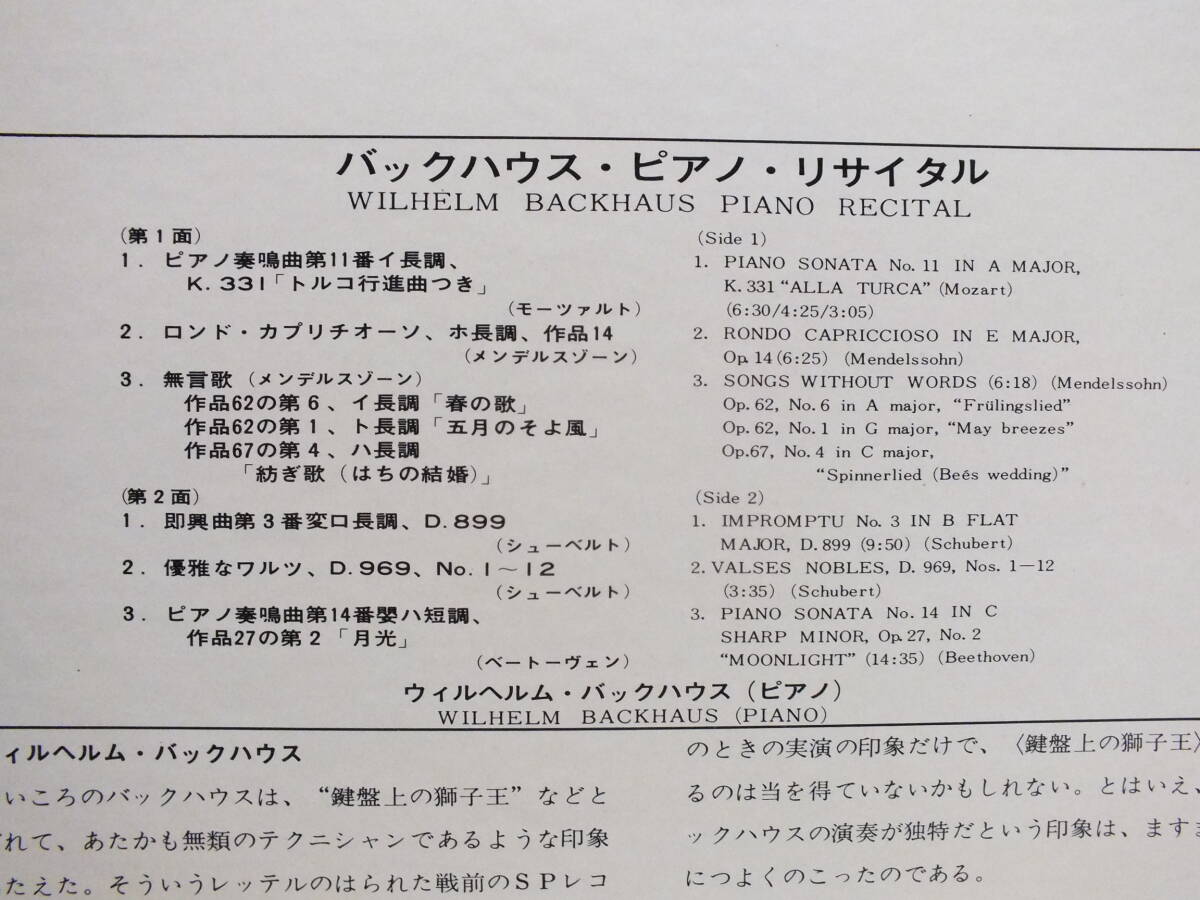 バックハウス・ピアノ・リサイタル
WILHELM BACKHAUS PIANO RECITAL
(第1面)
1. ピアノ奏鳴曲第11番イ長調、
K.331「トルコ行進曲つき」
(モーツァルト)
2. ロンド・カプリチオーソ、ホ長調、作品14
(メンデルスゾーン)
3. 無言歌 (メンデルスゾーン)
作品62の第6、イ長調「春の歌」
作品62の第1、ト長調「五月のそよ風」
作品67の第4、ハ長調
「紡ぎ歌(はちの結婚)」
(第2面)
1. 即興曲第3番変ロ長調、D.899
(シューベルト)
2. 優雅なワルツ、D.969、No.1~12
(シューベルト)
3. ピアノ奏鳴曲第14番嬰ハ短調、
作品27の第2「月光」
(ベートーヴェン)
(Side 1)
1. PIANO SONATA No. 11 IN A MAJOR,
K. 331 “ALLA TURCA” (Mozart)
(6:30/4:25/3:05)
2. RONDO CAPRICCIOSO IN E MAJOR,
Op. 14 (6:25) (Mendelssohn)
3. SONGS WITHOUT WORDS (6:18) (Mendelssohn)
Op. 62, No. 6 in A major, “Frülingslied”
Op. 62, No. 1 in G major, “May breezes”
Op.67, No. 4 in C major,
“Spinnerlied (Beés wedding)”
(Side 2)
1. IMPROMPTU No. 3 IN B FLAT
MAJOR, D. 899 (9:50) (Schubert)
2. VALSES NOBLES, D. 969, Nos. 1—12
(3:35) (Schubert)
3. PIANO SONATA No. 14 IN C
SHARP MINOR, Op. 27, No. 2
“MOONLIGHT” (14:35) (Beethoven)
ウィルヘルム・バックハウス(ピアノ)
WILHELM BACKHAUS (PIANO)
ィルヘルム・バックハウス
いころのバックハウスは、“鍵盤上の獅子王”などと
れて、あたかも無類のテクニシャンであるような印象
たえた。そういうレッテルのはられた戦前のSPレコ
のときの実演の印象だけで、〈鍵盤上の獅子王〉
るのは当を得ていないかもしれない。とはいえ、
ックハウスの演奏が独特だという印象は、ますま
につよくのこったのである。